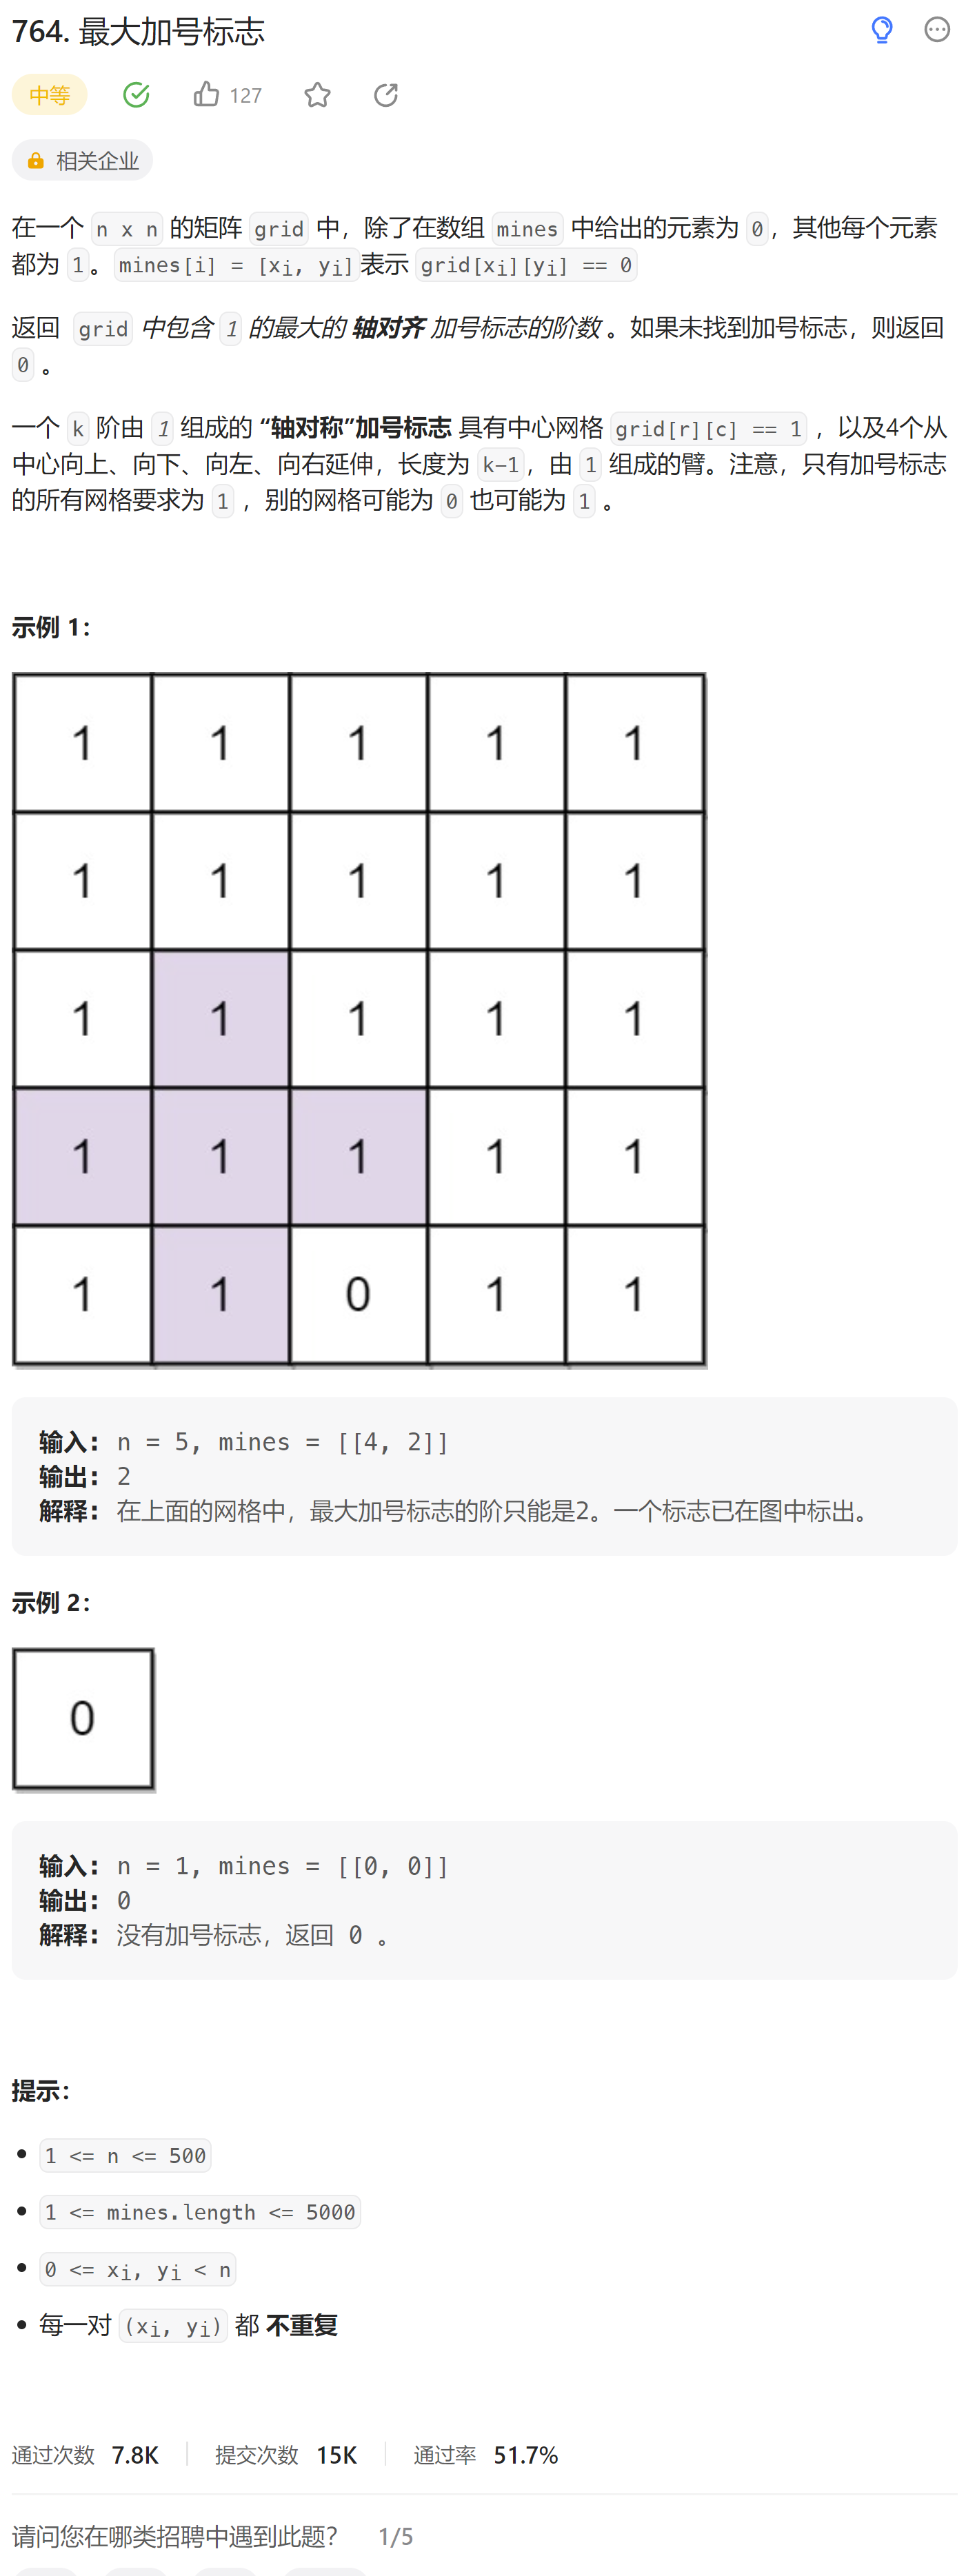 764. 最大加号标志
中等 127
相关企业
在一个 n x n 的矩阵 grid 中，除了在数组 mines 中给出的元素为 0，其他每个元素
都为 1。mines[i] = [xi, yi]表示 grid[xi][yi] == 0
返回 grid 中包含 1 的最大的 轴对齐 加号标志的阶数 。如果未找到加号标志，则返回
0 。
一个 k 阶由 1 组成的 “轴对称”加号标志 具有中心网格 grid[r][c] == 1 ，以及4个从
中心向上、向下、向左、向右延伸，长度为 k-1，由 1 组成的臂。注意，只有加号标志
的所有网格要求为 1 ，别的网格可能为 0 也可能为 1 。
示例 1：
1 1 1 1 1
1 1 1 1 1
1 1 1 1 1
1 1 1 1 1
1 1 0 1 1
输入： n = 5, mines = [[4, 2]]
输出： 2
解释： 在上面的网格中，最大加号标志的阶只能是2。一个标志已在图中标出。
示例 2：
0
输入： n = 1, mines = [[0, 0]]
输出： 0
解释： 没有加号标志，返回 0 。
提示：
1 <= n <= 500
1 <= mines.length <= 5000
0 <= xi, yi < n
每一对 (xi, yi) 都 不重复
通过次数 7.8K 提交次数 15K 通过率 51.7%
请问您在哪类招聘中遇到此题？ 1/5